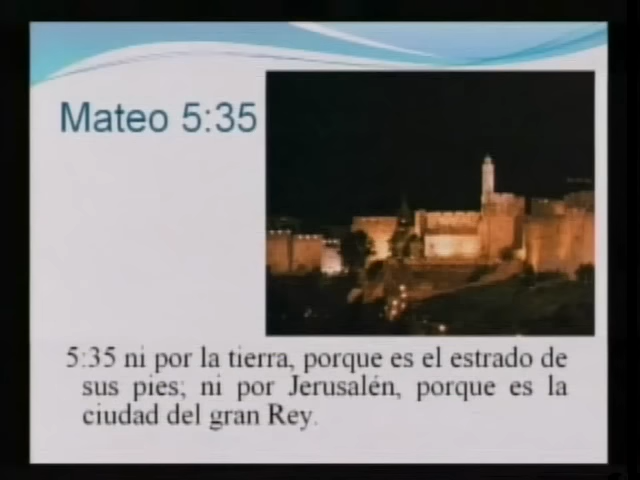 Mateo 5:35
5:35 ni por la tierra, porque es el estrado de
sus pies; ni por Jerusalén, porque es la
ciudad del gran Rey.